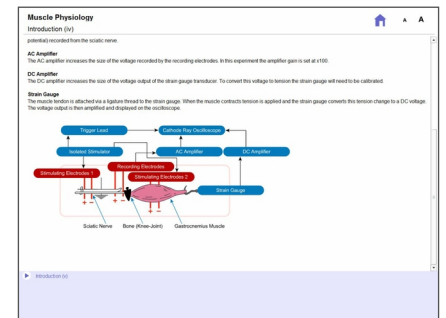 Muscle Physiology
Introduction (iv)
A A
potential) recorded from the sciatic nerve.
AC Amplifier
The AC amplifier increases the size of the voltage recorded by the recording electrodes. In this experiment the amplifier gain is set at x100.
DC Amplifier
The DC amplifier increases the size of the voltage output of the strain gauge transducer. To convert this voltage to tension the strain gauge will need to be calibrated.
Strain Gauge
The muscle tendon is attached via a ligature thread to the strain gauge. When the muscle contracts tension is applied and the strain gauge converts this tension change to a DC voltage.
The voltage output is then amplified and displayed on the oscilloscope.
Trigger Lead
Cathode Ray Oscilloscope
Isolated Stimulator
AC Amplifier
DC Amplifier
Recording Electrodes
Stimulating Electrodes 1
Stimulating Electrodes 2
Strain Gauge
+ - + - + -
Sciatic Nerve
Bone (Knee-Joint)
Gastrocnemius Muscle
Introduction (v)